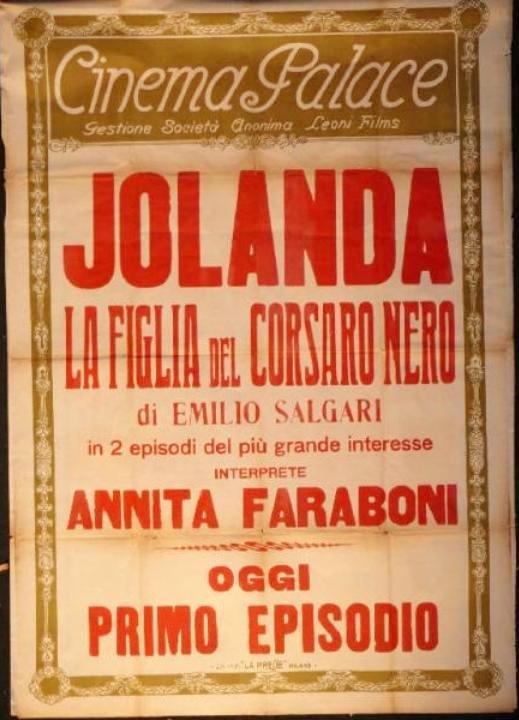 Cinema Palace
Gestione Società Anonima Leoni Films
JOLANDA
LA FIGLIA DEL CORSARO NERO
di EMILIO SALGARI
in 2 episodi del più grande interesse
INTERPRETE
ANNITA FARABONI
OGGI
PRIMO EPISODIO
MILANO